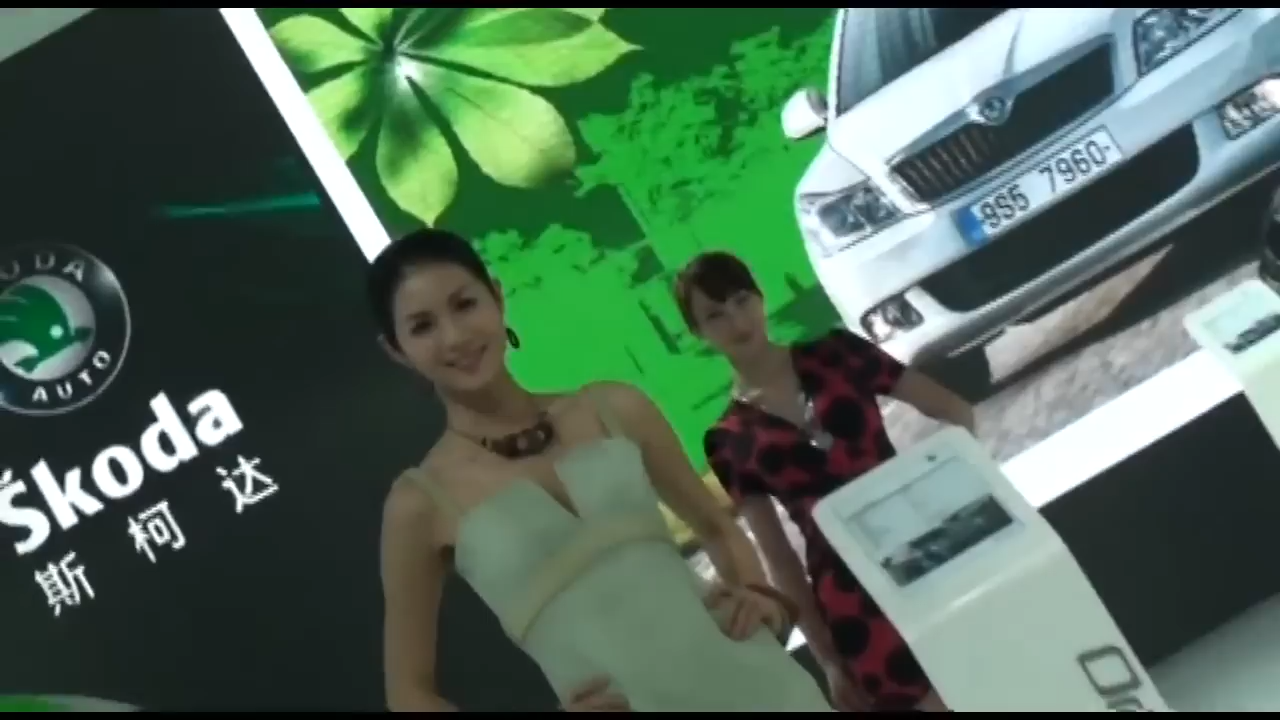 ŠKODA
AUTO
Škoda
斯柯达
9S6 7960